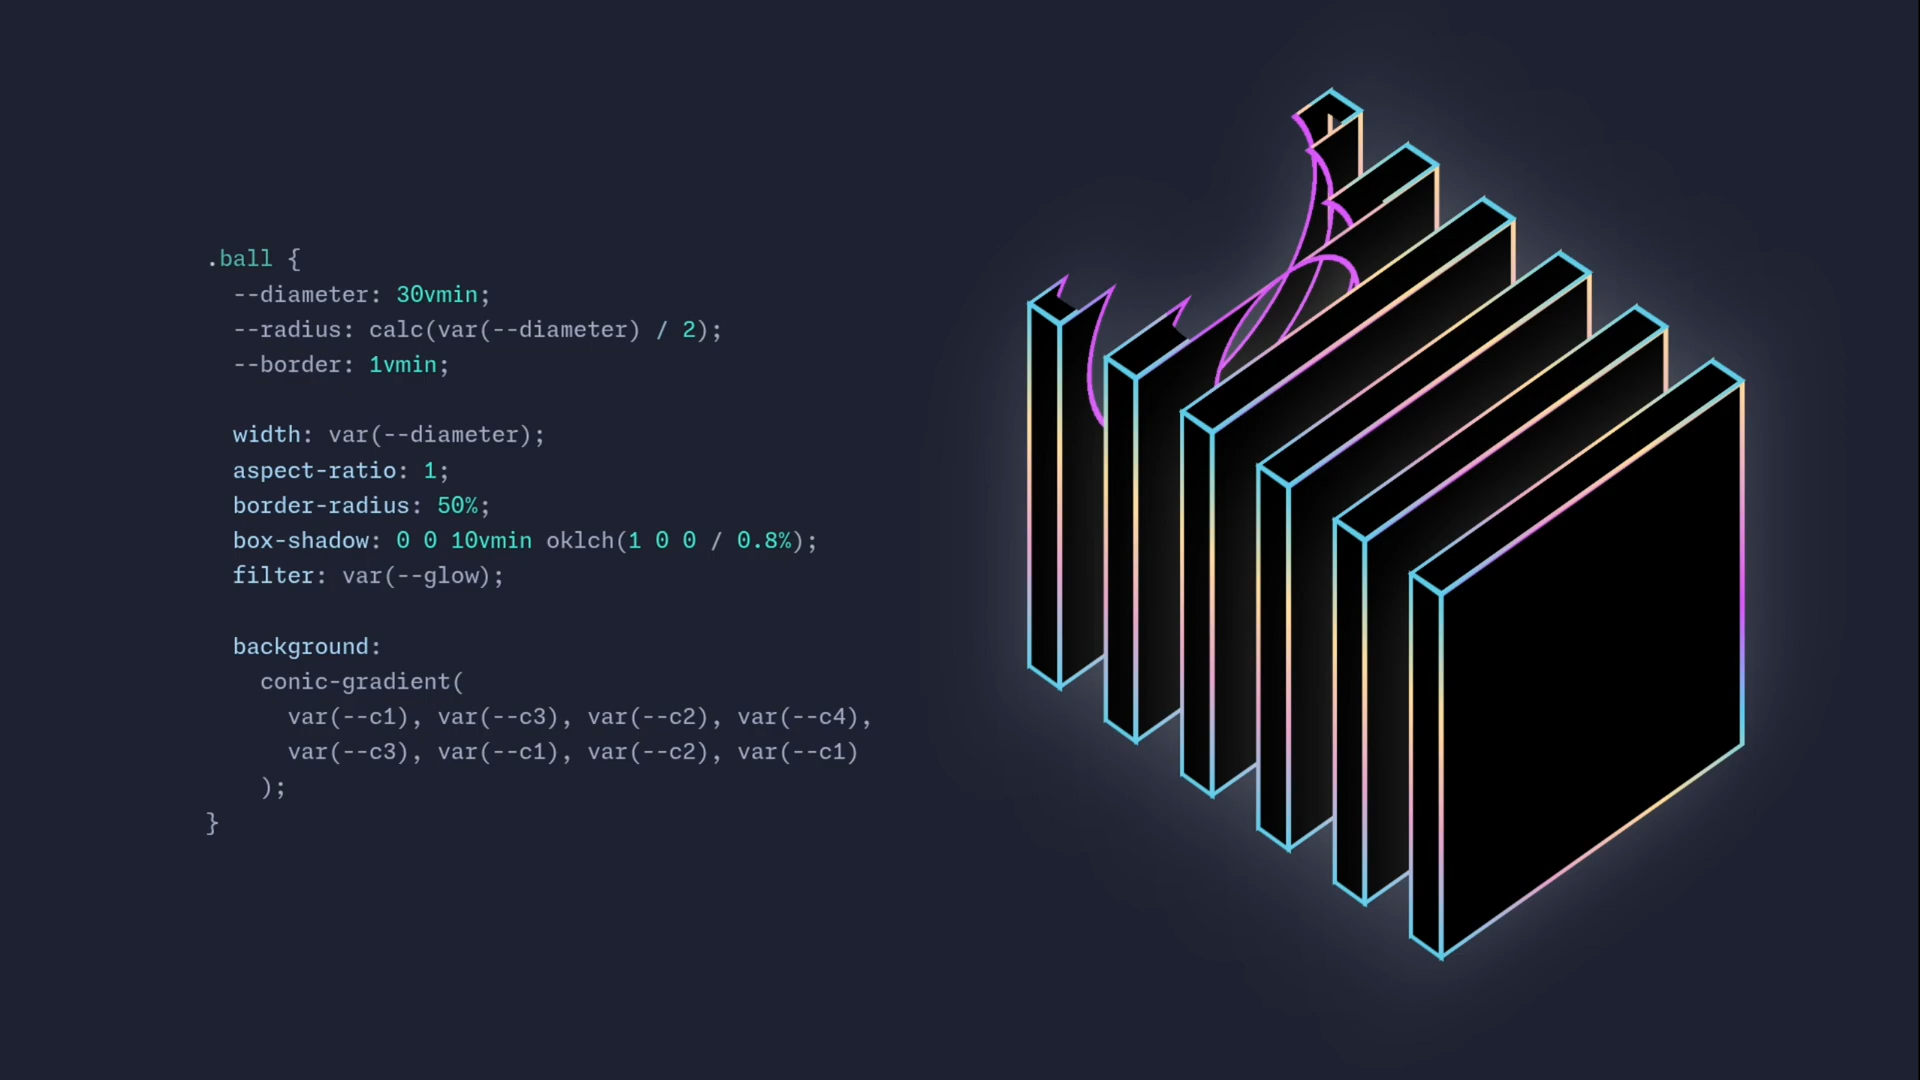 .ball {
--diameter: 30vmin;
--radius: calc(var(--diameter) / 2);
--border: 1vmin;
width: var(--diameter);
aspect-ratio: 1;
border-radius: 50%;
box-shadow: 0 0 10vmin oklch(1 0 0 / 0.8%);
filter: var(--glow);
background:
conic-gradient(
var(--c1), var(--c3), var(--c2), var(--c4),
var(--c3), var(--c1), var(--c2), var(--c1)
);
}